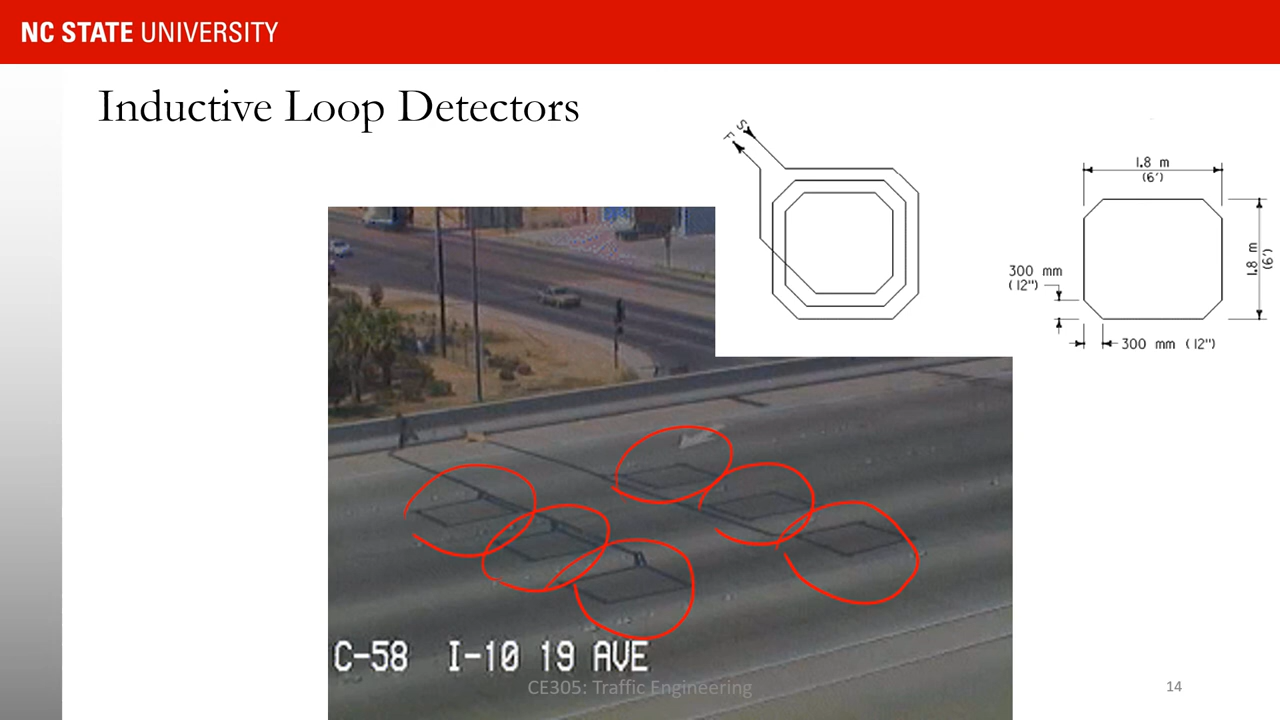 NC STATE UNIVERSITY
Inductive Loop Detectors
S
F
1.8 m
(6')
1.8 m
(6')
300 mm
(12")
300 mm (12")
C-58 I-10 19 AVE
CE305: Traffic Engineering
14